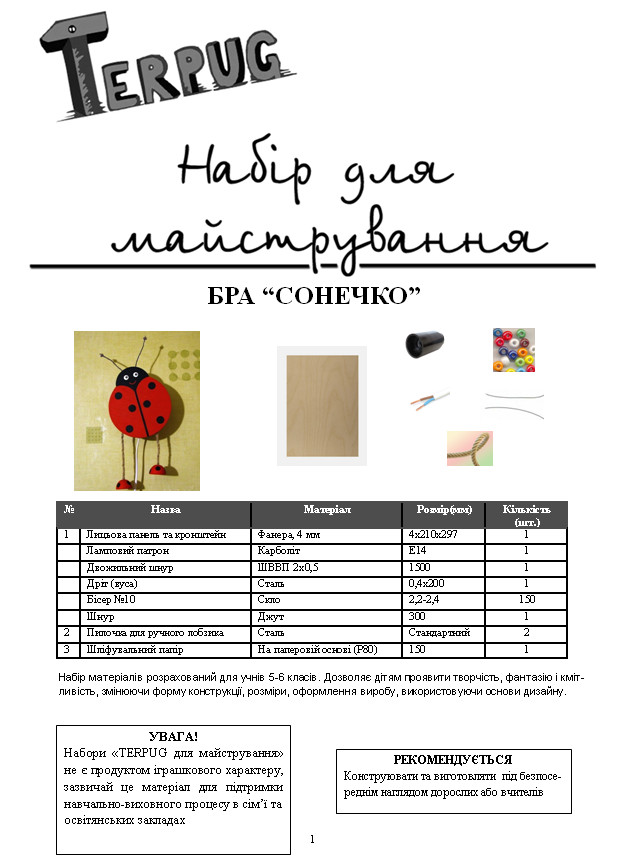 TERPUG
Набір для
майстрування
БРА “СОНЕЧКО”
№ Назва Матеріал Розмір(мм) Кількість (шт.)
1 Лицьова панель та кронштейн Фанера, 4 мм 4х210х297 1
Ламповий патрон Карболіт Е14 1
Двожильний шнур ШВВП 2х0,5 1500 1
Дріт (вуса) Сталь 0,4х200 1
Бісер №10 Скло 2,2-2,4 150
Шнур Джут 300 1
2 Пилочка для ручного лобзика Сталь Стандартний 2
3 Шліфувальний папір На паперовій основі (Р80) 150 1
Набір матеріалів розрахований для учнів 5-6 класів. Дозволяє дітям проявити творчість, фантазію і кміт-
ливість, змінюючи форму конструкції, розміри, оформлення виробу, використовуючи основи дизайну.
УВАГА!
Набори «TERPUG для майстрування»
не є продуктом іграшкового характеру,
зазвичай це матеріал для підтримки
навчально-виховного процесу в сім’ї та
освітянських закладах
РЕКОМЕНДУЄТЬСЯ
Конструювати та виготовляти під безпосе-
реднім наглядом дорослих або вчителів
1